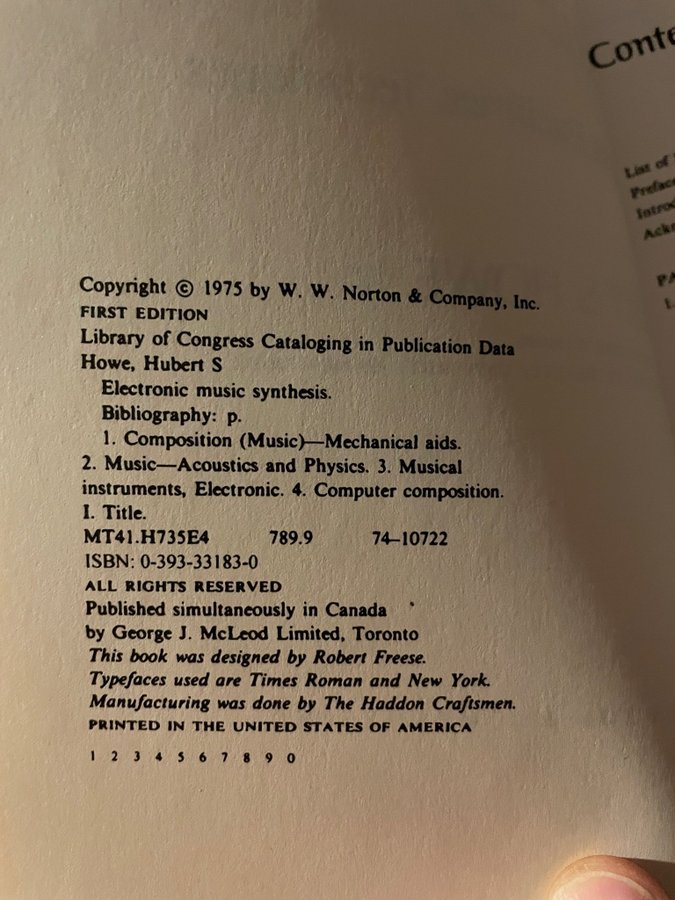 Copyright © 1975 by W. W. Norton & Company, Inc.
FIRST EDITION
Library of Congress Cataloging in Publication Data
Howe, Hubert S
Electronic music synthesis.
Bibliography: p.
1. Composition (Music)—Mechanical aids.
2. Music—Acoustics and Physics. 3. Musical
instruments, Electronic. 4. Computer composition.
I. Title.
MT41.H735E4 789.9 74–10722
ISBN: 0-393-33183-0
ALL RIGHTS RESERVED
Published simultaneously in Canada
by George J. McLeod Limited, Toronto
This book was designed by Robert Freese.
Typefaces used are Times Roman and New York.
Manufacturing was done by The Haddon Craftsmen.
PRINTED IN THE UNITED STATES OF AMERICA
1 2 3 4 5 6 7 8 9 0
List of